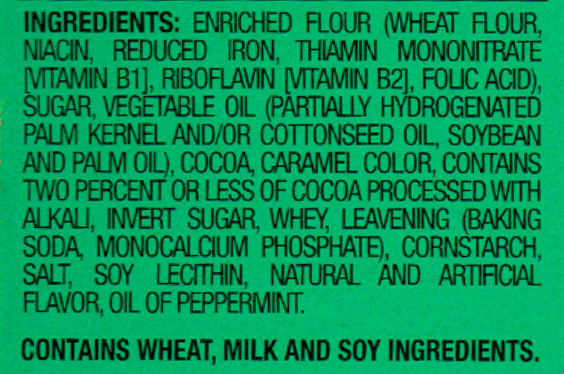 INGREDIENTS: ENRICHED FLOUR (WHEAT FLOUR,
NIACIN, REDUCED IRON, THIAMIN MONONITRATE
[VITAMIN B1], RIBOFLAVIN [VITAMIN B2], FOLIC ACID),
SUGAR, VEGETABLE OIL (PARTIALLY HYDROGENATED
PALM KERNEL AND/OR COTTONSEED OIL, SOYBEAN
AND PALM OIL), COCOA, CARAMEL COLOR, CONTAINS
TWO PERCENT OR LESS OF COCOA PROCESSED WITH
ALKALI, INVERT SUGAR, WHEY, LEAVENING (BAKING
SODA, MONOCALCIUM PHOSPHATE), CORNSTARCH,
SALT, SOY LECITHIN, NATURAL AND ARTIFICIAL
FLAVOR, OIL OF PEPPERMINT.
CONTAINS WHEAT, MILK AND SOY INGREDIENTS.